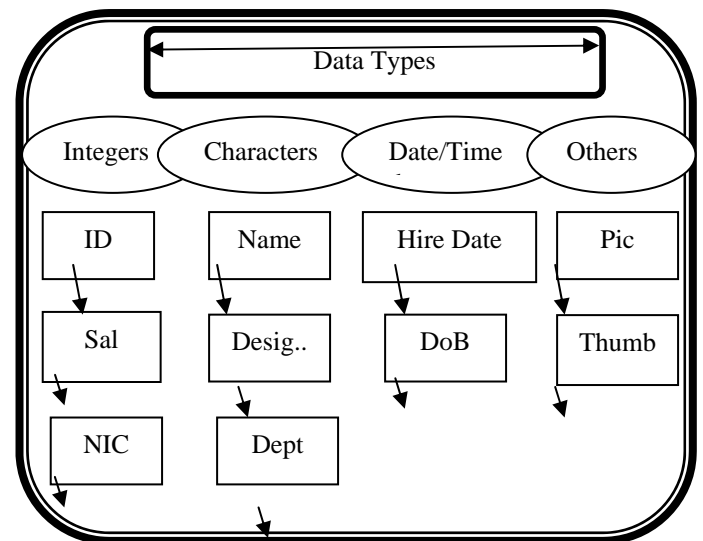 Data Types
Integers Characters Date/Time Others
ID Name Hire Date Pic
Sal Desig.. DoB Thumb
NIC Dept